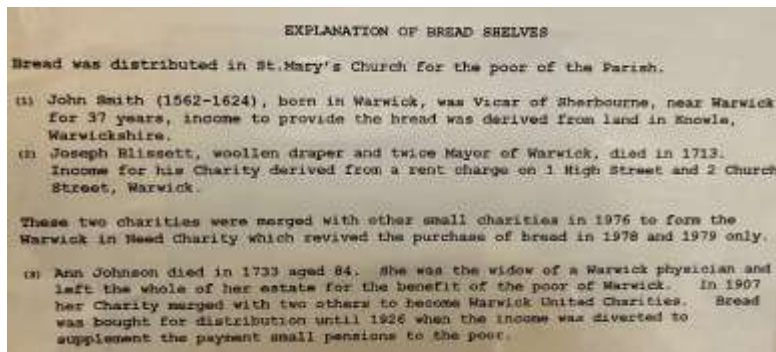 EXPLANATION OF BREAD SHELVES
Bread was distributed in St.Mary's Church for the poor of the Parish.
(1) John Smith (1562-1624), born in Warwick, was Vicar of Sherbourne, near Warwick
for 37 years, income to provide the bread was derived from land in Knowle,
Warwickshire.
(2) Joseph Blissett, woollen draper and twice Mayor of Warwick, died in 1713.
Income for his Charity derived from a rent charge on 1 High Street and 2 Church
Street, Warwick.
These two charities were merged with other small charities in 1976 to form the
Warwick in Need Charity which revived the purchase of bread in 1978 and 1979 only.
(3) Ann Johnson died in 1733 aged 84. She was the widow of a Warwick physician and
left the whole of her estate for the benefit of the poor of Warwick. In 1907
her Charity merged with two others to become Warwick United Charities. Bread
was bought for distribution until 1926 when the income was diverted to
supplement the payment small pensions to the poor.